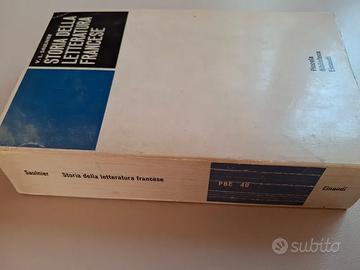 V.-L. SAULNIER
STORIA DELLA
LETTERATURA
FRANCESE
Piccola
Biblioteca
Einaudi
Saulnier Storia della letteratura francese PBE 40 Einaudi
subito